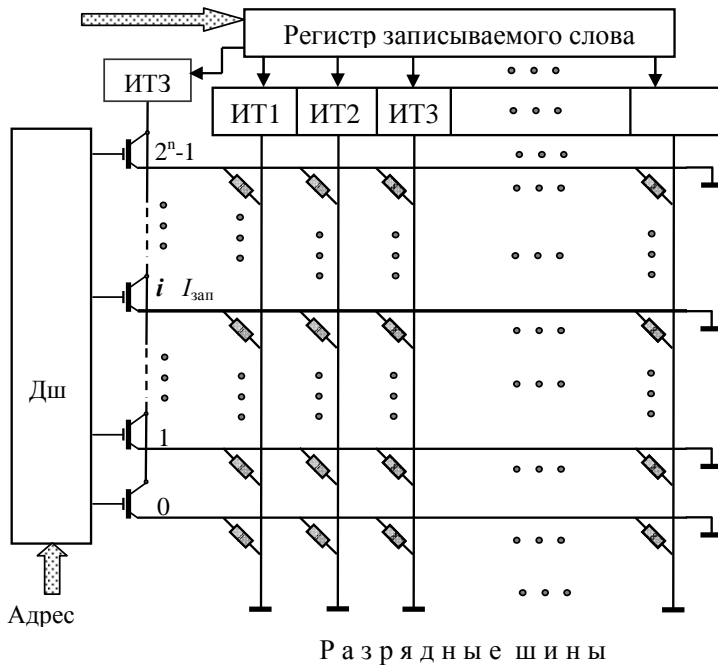 Регистр записываемого слова
ИТЗ
ИТ1 ИТ2 ИТ3
2ⁿ-1
i Iзап
Дш
1
0
Адрес
Разрядные шины